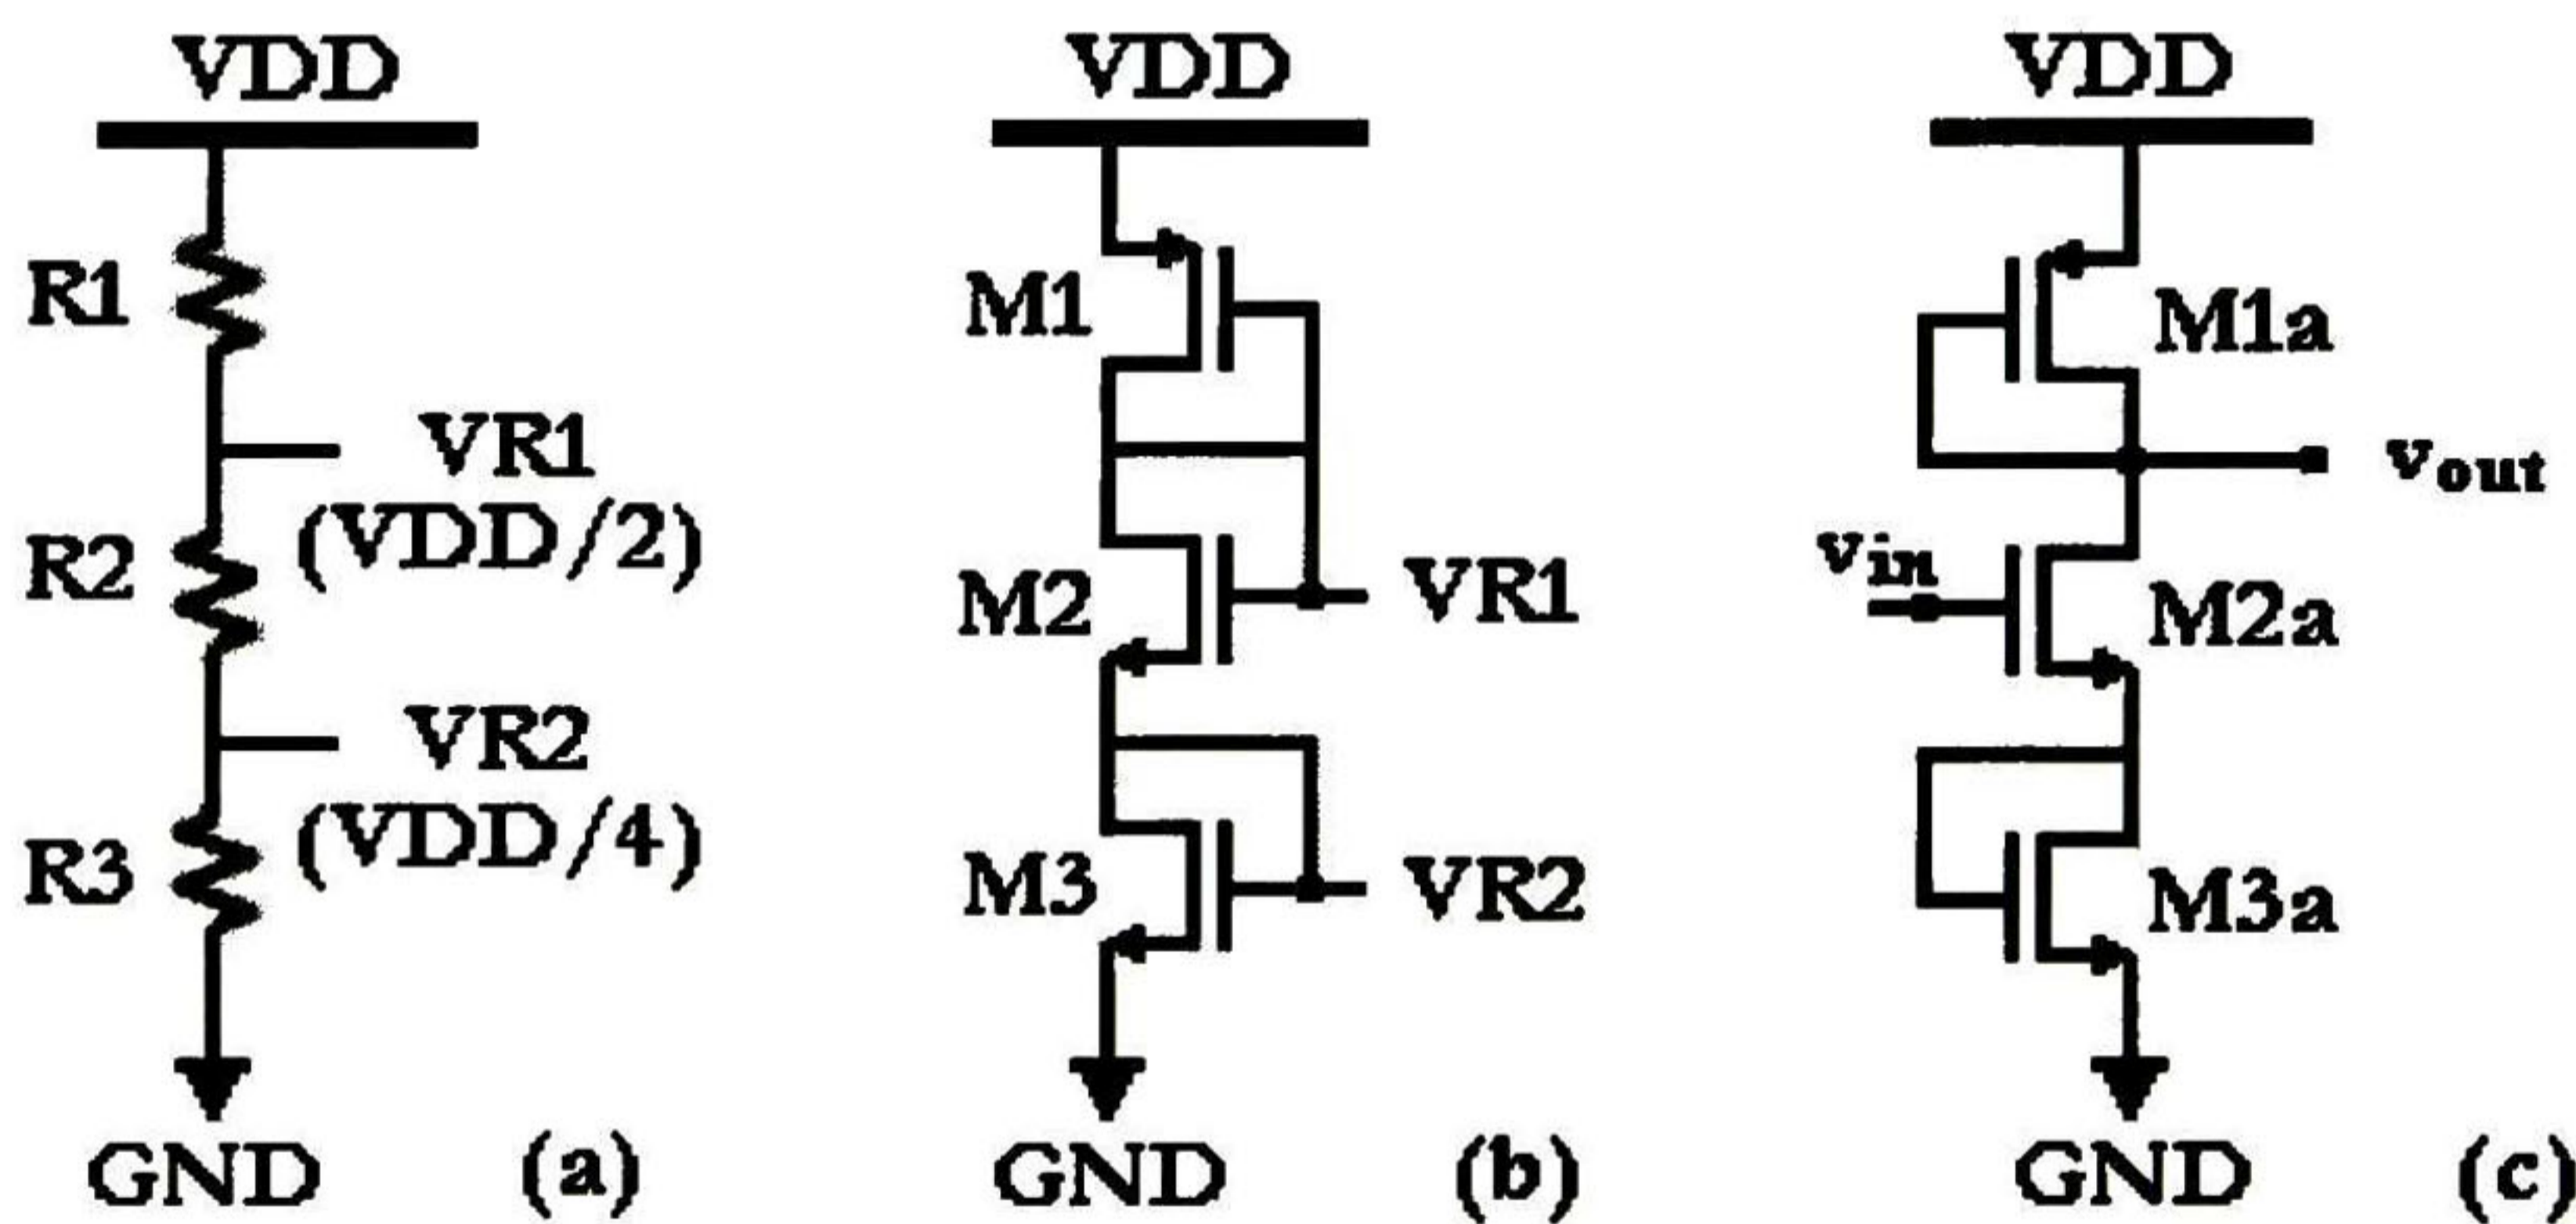 VDD
R1
VR1
(VDD/2)
R2
VR2
(VDD/4)
R3
GND
(a)
VDD
M1
M2
VR1
M3
VR2
GND
(b)
VDD
M1a
vout
vin
M2a
M3a
GND
(c)